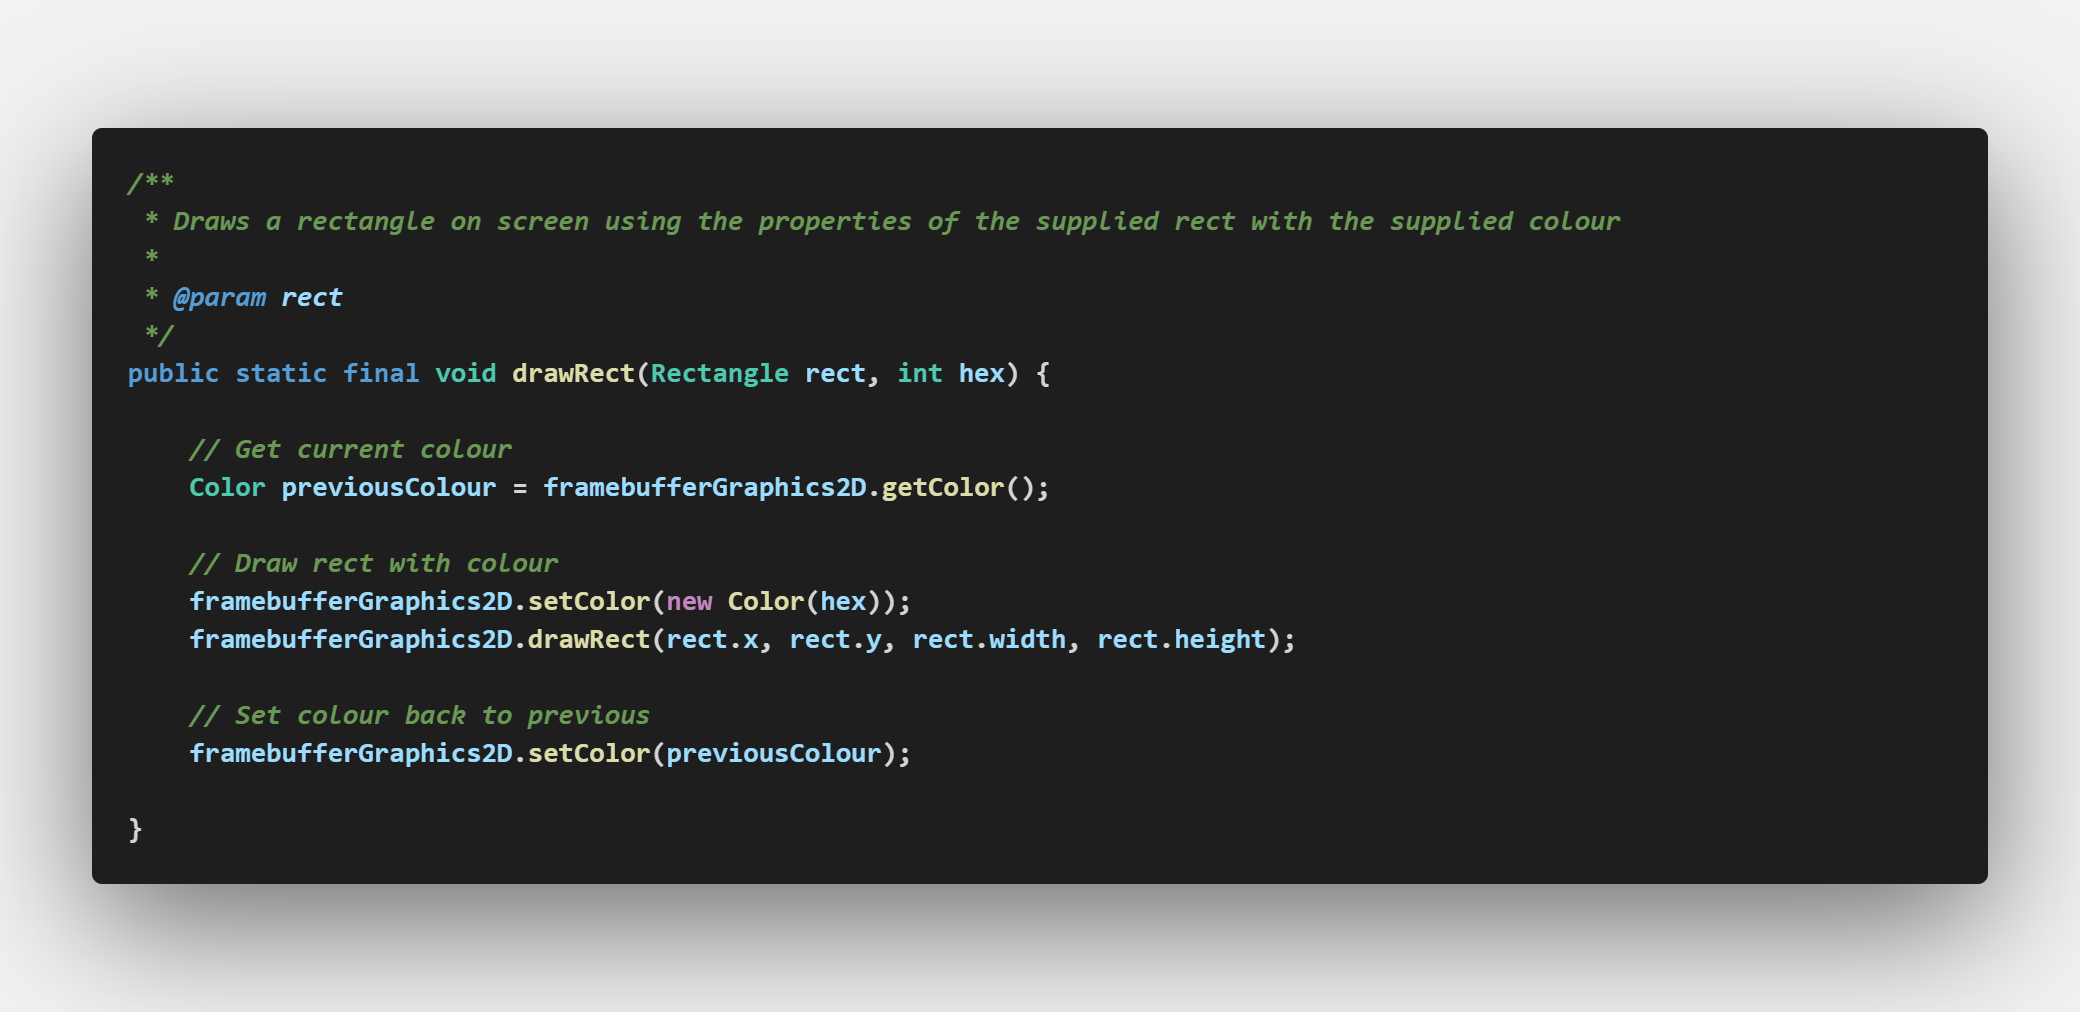 /**
 * Draws a rectangle on screen using the properties of the supplied rect with the supplied colour
 *
 * @param rect
 */
public static final void drawRect(Rectangle rect, int hex) {

    // Get current colour
    Color previousColour = framebufferGraphics2D.getColor();

    // Draw rect with colour
    framebufferGraphics2D.setColor(new Color(hex));
    framebufferGraphics2D.drawRect(rect.x, rect.y, rect.width, rect.height);

    // Set colour back to previous
    framebufferGraphics2D.setColor(previousColour);

}